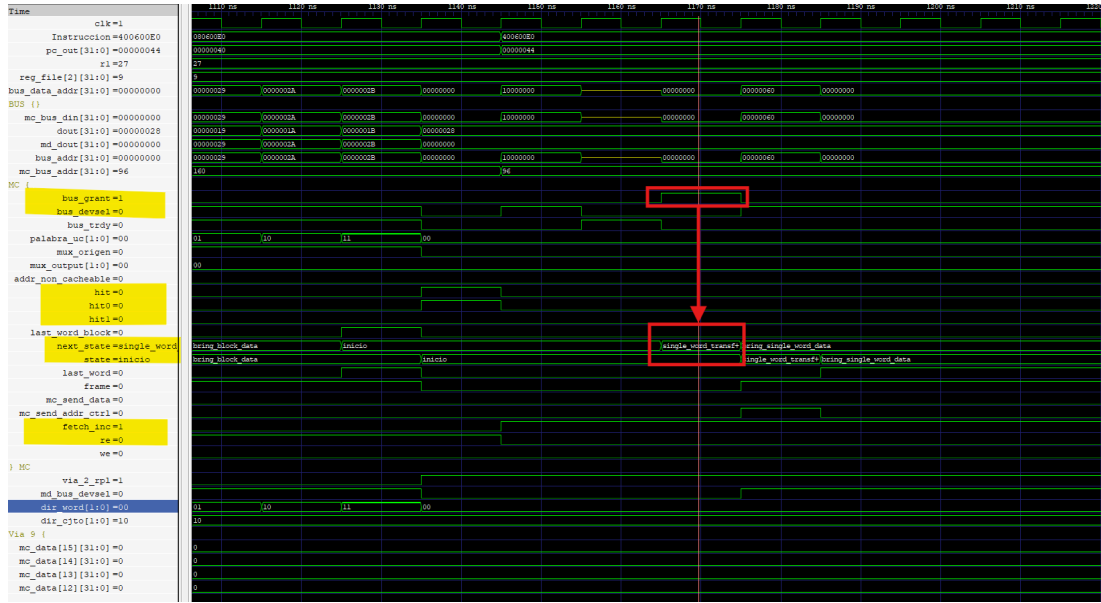 Time
1110 ns 1120 ns 1130 ns 1140 ns 1150 ns 1160 ns 1170 ns 1180 ns 1190 ns 1200 ns 1210 ns
clk=1
Instruccion=400600E0 080600E0 400600E0
pc_out[31:0]=00000044 00000040 00000044
r1=27 27
reg_file[2][31:0]=9 9
bus_data_addr[31:0]=00000000 00000029 0000002A 0000002B 00000000 10000000 00000000 00000060 00000000
BUS {}
mc_bus_din[31:0]=00000000 00000029 0000002A 0000002B 00000000 10000000 00000000 00000060 00000000
dout[31:0]=00000028 00000019 0000001A 0000001B 00000028
md_dout[31:0]=00000000 00000029 0000002A 0000002B 00000000
bus_addr[31:0]=00000000 00000029 0000002A 0000002B 00000000 10000000 00000000 00000060 00000000
mc_bus_addr[31:0]=96 160 96
MC {
bus_grant=1
bus_devsel=0
bus_trdy=0
palabra_uc[1:0]=00 01 10 11 00
mux_origen=0
mux_output[1:0]=00 00
addr_non_cacheable=0
hit=0
hit0=0
hit1=0
last_word_block=0
next_state=single_word_ bring_block_data inicio single_word_transf+ bring_single_word_data
state=inicio bring_block_data inicio single_word_transf+ bring_single_word_data
last_word=0
frame=0
mc_send_data=0
mc_send_addr_ctrl=0
fetch_inc=1
re=0
we=0
} MC
via_2_rpl=1
md_bus_devsel=0
dir_word[1:0]=00 01 10 11 00
dir_cjto[1:0]=10 10
Via 9 {
mc_data[15][31:0]=0 0
mc_data[14][31:0]=0 0
mc_data[13][31:0]=0 0
mc_data[12][31:0]=0 0